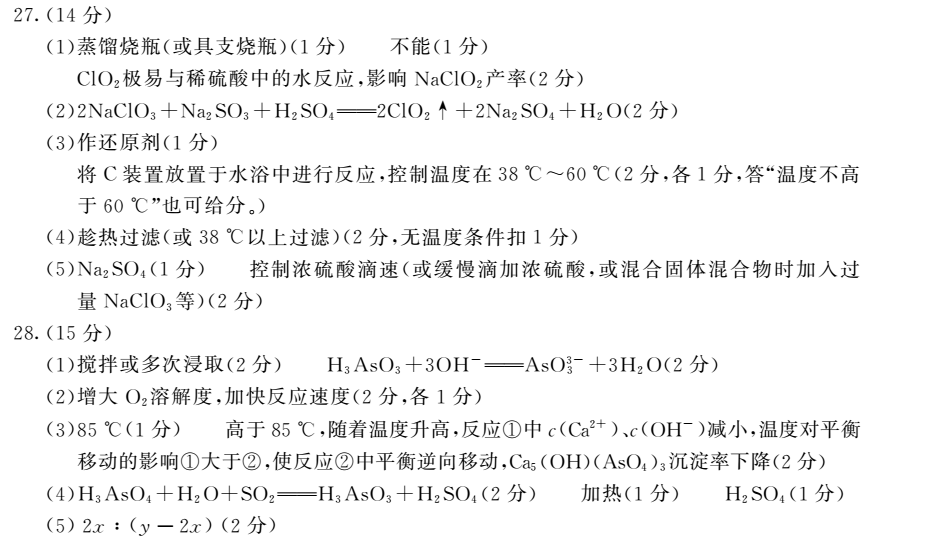 27.(14 分)
(1)蒸馏烧瓶(或具支烧瓶)(1 分) 不能(1 分)
ClO₂极易与稀硫酸中的水反应,影响 NaClO₂产率(2 分)
(2)2NaClO₃+Na₂SO₃+H₂SO₄══2ClO₂↑+2Na₂SO₄+H₂O(2 分)
(3)作还原剂(1 分)
将 C 装置放置于水浴中进行反应,控制温度在 38 ℃~60 ℃(2 分,各 1 分,答“温度不高
于 60 ℃”也可给分。)
(4)趁热过滤(或 38 ℃以上过滤)(2 分,无温度条件扣 1 分)
(5)Na₂SO₄(1 分) 控制浓硫酸滴速(或缓慢滴加浓硫酸,或混合固体混合物时加入过
量 NaClO₃等)(2 分)
28.(15 分)
(1)搅拌或多次浸取(2 分) H₃AsO₃+3OH⁻══AsO₃³⁻+3H₂O(2 分)
(2)增大 O₂溶解度,加快反应速度(2 分,各 1 分)
(3)85 ℃(1 分) 高于 85 ℃,随着温度升高,反应①中 c(Ca²⁺)、c(OH⁻)减小,温度对平衡
移动的影响①大于②,使反应②中平衡逆向移动,Ca₅(OH)(AsO₄)₃沉淀率下降(2 分)
(4)H₃AsO₄+H₂O+SO₂══H₃AsO₃+H₂SO₄(2 分) 加热(1 分) H₂SO₄(1 分)
(5) 2x∶(y-2x)(2 分)